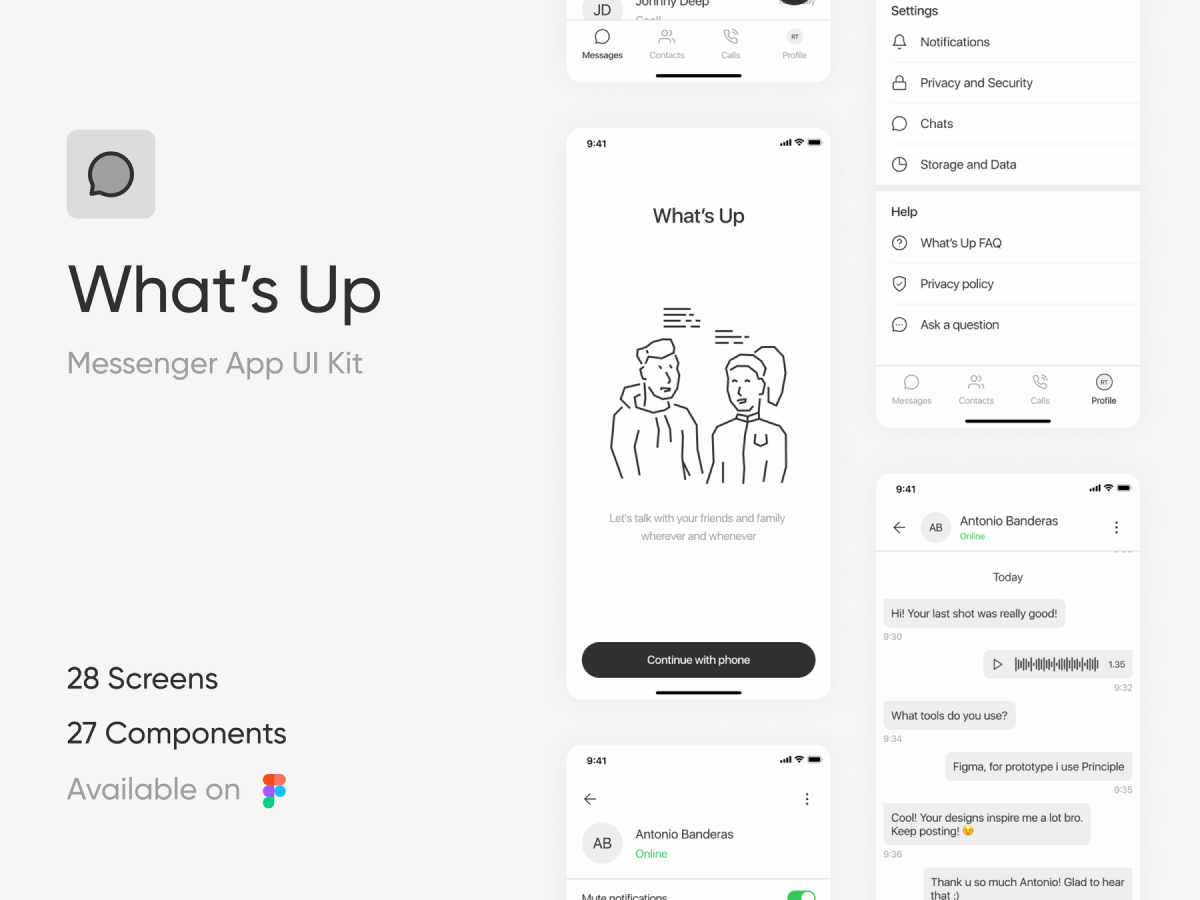 What's Up
Messenger App UI Kit
28 Screens
27 Components
Available on
JD
Johnny Deep
Messages
Contacts
Calls
RT
Profile
9:41
What's Up
Let's talk with your friends and family
wherever and whenever
Continue with phone
9:41
AB
Antonio Banderas
Online
Mute notifications
Settings
Notifications
Privacy and Security
Chats
Storage and Data
Help
What's Up FAQ
Privacy policy
Ask a question
Messages
Contacts
Calls
RT
Profile
9:41
AB
Antonio Banderas
Online
Today
Hi! Your last shot was really good!
9:30
1.35
9:32
What tools do you use?
9:34
Figma, for prototype i use Principle
9:35
Cool! Your designs inspire me a lot bro.
Keep posting! 😉
9:36
Thank u so much Antonio! Glad to hear
that :)